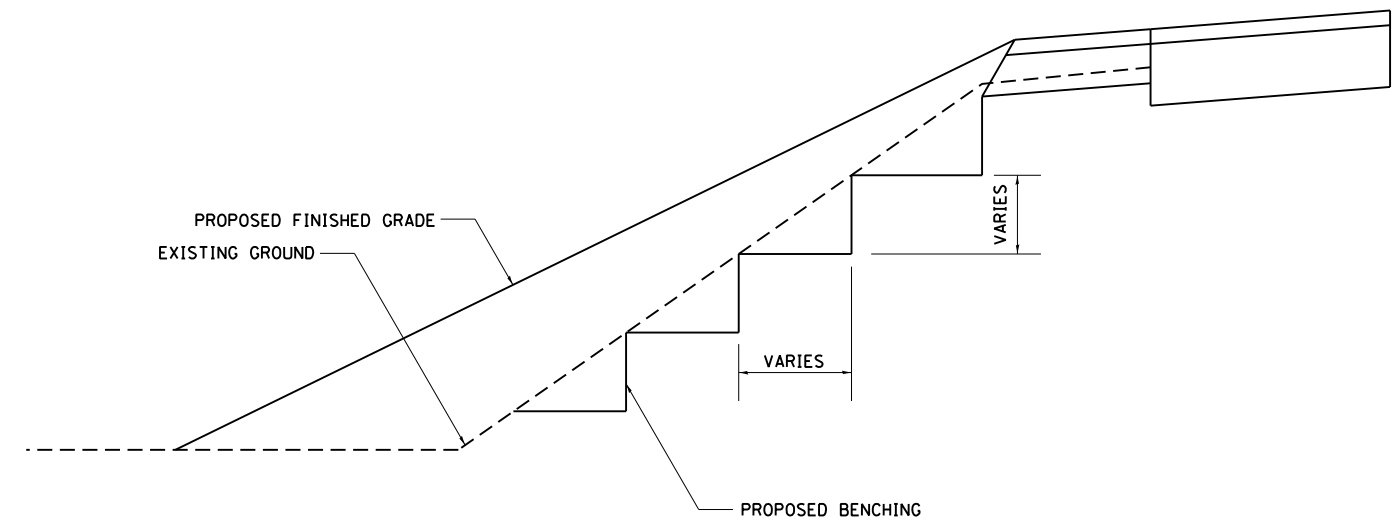 PROPOSED FINISHED GRADE
EXISTING GROUND
VARIES
VARIES
PROPOSED BENCHING